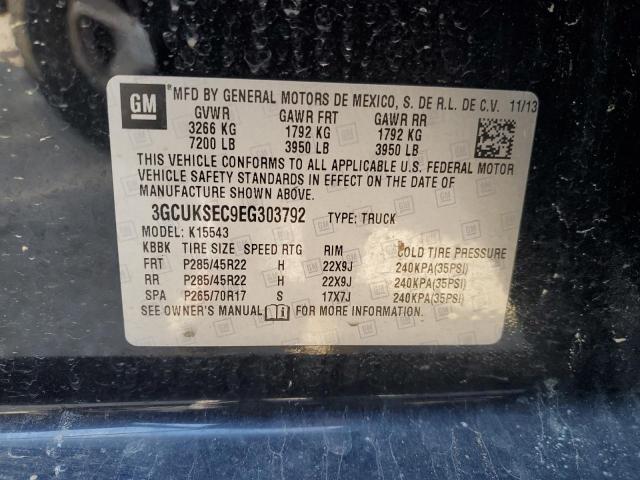 GM ®MFD BY GENERAL MOTORS DE MEXICO, S. DE R.L. DE C.V. 11/13
GVWR GAWR FRT GAWR RR
3266 KG 1792 KG 1792 KG
7200 LB 3950 LB 3950 LB
THIS VEHICLE CONFORMS TO ALL APPLICABLE U.S. FEDERAL MOTOR
VEHICLE SAFETY STANDARDS IN EFFECT ON THE DATE OF
MANUFACTURE SHOWN ABOVE.
3GCUKSEC9EG303792 TYPE: TRUCK
MODEL: K15543
KBBK TIRE SIZE SPEED RTG RIM COLD TIRE PRESSURE
FRT P285/45R22 H 22X9J 240KPA(35PSI)
RR P285/45R22 H 22X9J 240KPA(35PSI)
SPA P265/70R17 S 17X7J 240KPA(35PSI)
SEE OWNER'S MANUAL FOR MORE INFORMATION.